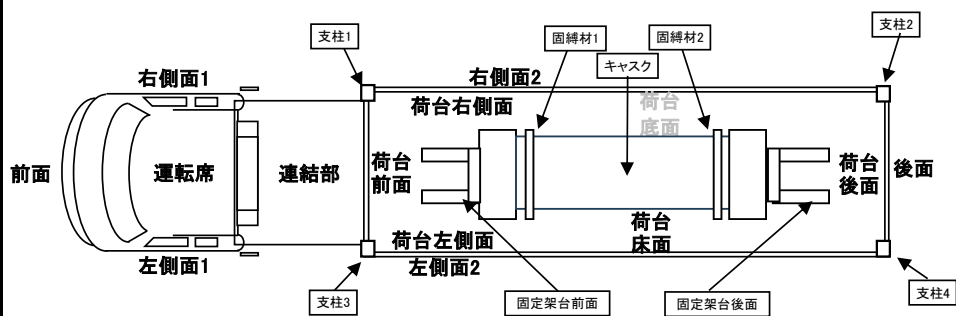 支柱1
固縛材1
固縛材2
支柱2
キャスク
右側面1
右側面2
荷台右側面
荷台
底面
前面
運転席
連結部
荷台
前面
荷台
後面
後面
荷台左側面
荷台
床面
左側面1
左側面2
支柱3
固定架台前面
固定架台後面
支柱4